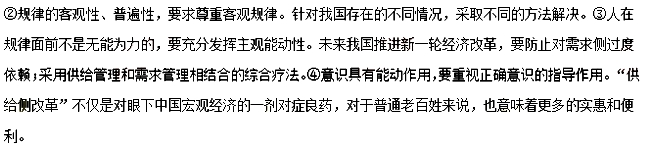 ②规律的客观性、普遍性，要求尊重客观规律。针对我国存在的不同情况，采取不同的方法解决。③人在
规律面前不是无能为力的，要充分发挥主观能动性。未来我国推进新一轮经济改革，要防止对需求侧过度
依赖；采用供给管理和需求管理相结合的综合疗法。④意识具有能动作用，要重视正确意识的指导作用。“供
给侧改革”不仅是对眼下中国宏观经济的一剂对症良药，对于普通老百姓来说，也意味着更多的实惠和便
利。